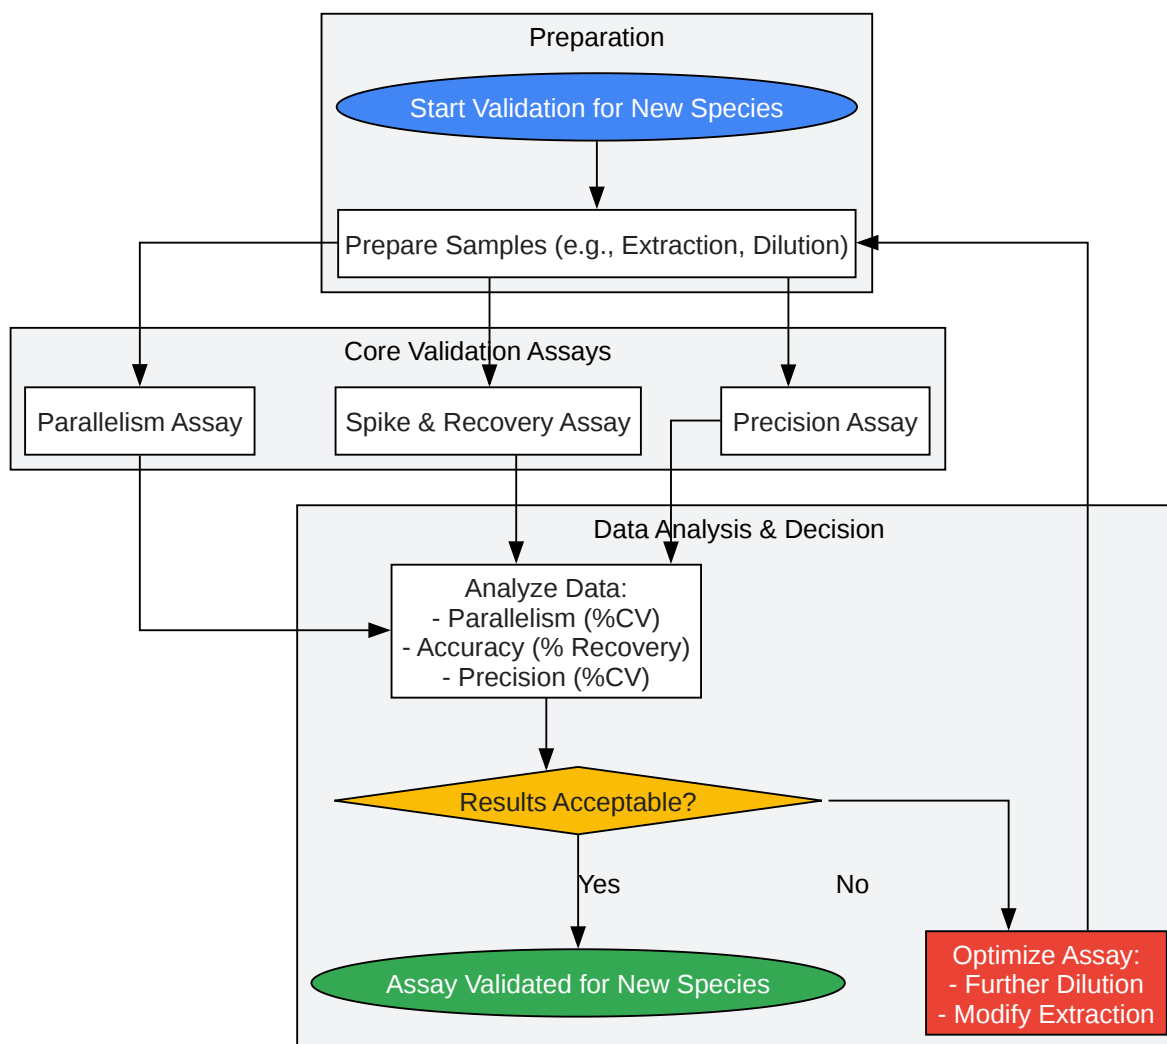 Preparation
Start Validation for New Species
Prepare Samples (e.g., Extraction, Dilution)
Core Validation Assays
Parallelism Assay
Spike & Recovery Assay
Precision Assay
Data Analysis & Decision
Analyze Data:
- Parallelism (%CV)
- Accuracy (% Recovery)
- Precision (%CV)
Results Acceptable?
Yes
No
Assay Validated for New Species
Optimize Assay:
- Further Dilution
- Modify Extraction